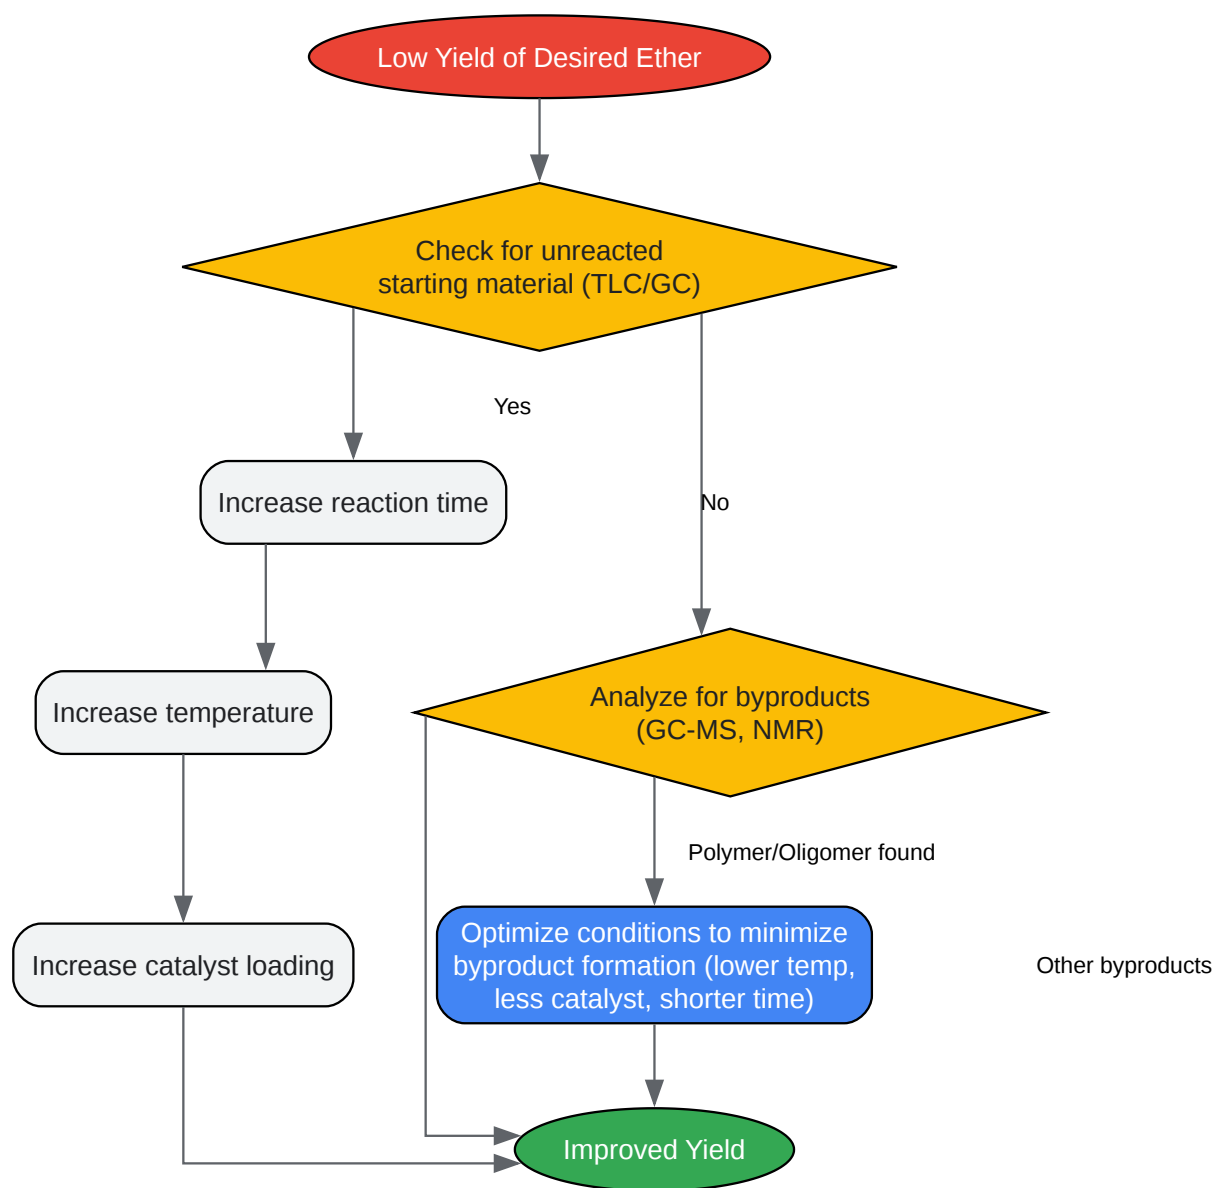 Low Yield of Desired Ether
Check for unreacted
starting material (TLC/GC)
Yes
Increase reaction time
No
Increase temperature
Analyze for byproducts
(GC-MS, NMR)
Polymer/Oligomer found
Increase catalyst loading
Optimize conditions to minimize
byproduct formation (lower temp,
less catalyst, shorter time)
Other byproducts
Improved Yield